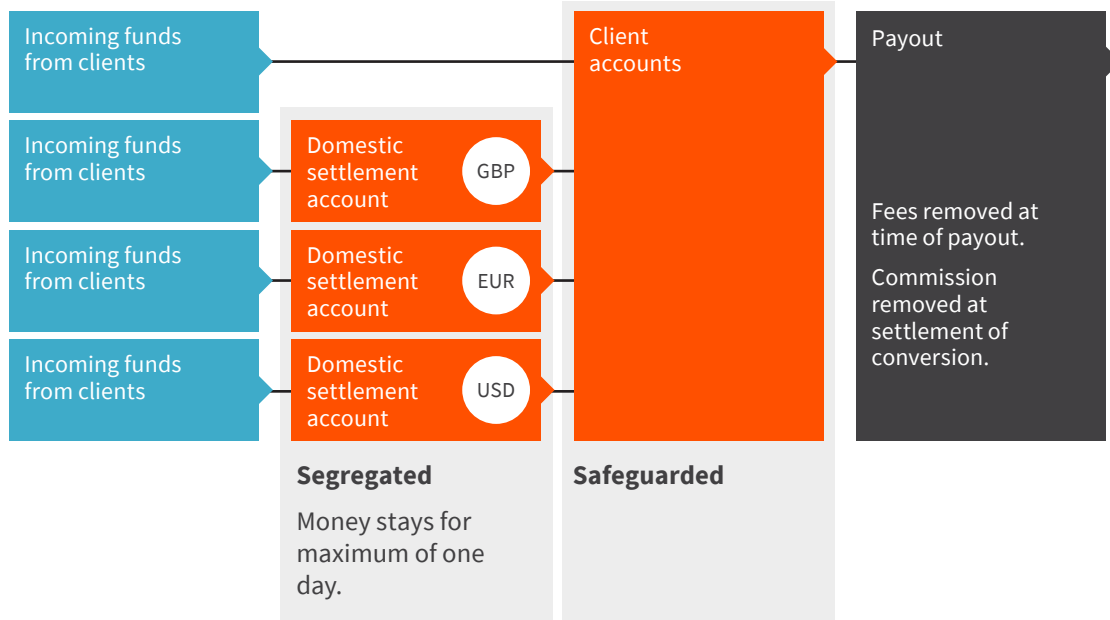 Incoming funds
from clients
Client
accounts
Payout
Incoming funds
from clients
Domestic
settlement
account
GBP
Incoming funds
from clients
Domestic
settlement
account
EUR
Incoming funds
from clients
Domestic
settlement
account
USD
Fees removed at
time of payout.
Commission
removed at
settlement of
conversion.
Segregated
Money stays for
maximum of one
day.
Safeguarded